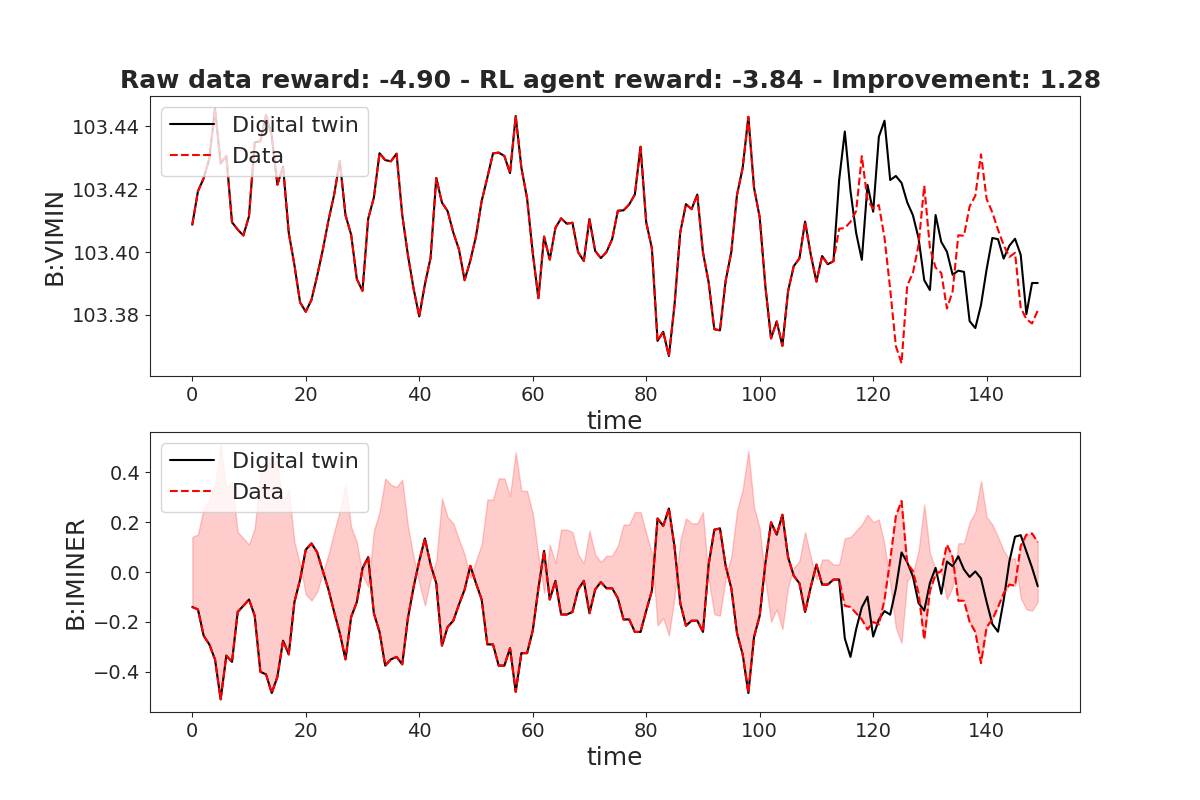 Raw data reward: -4.90 - RL agent reward: -3.84 - Improvement: 1.28
Digital twin
Data
B:VIMIN
103.44
103.42
103.40
103.38
0 20 40 60 80 100 120 140
time
Digital twin
Data
B:IMINER
0.4
0.2
0.0
−0.2
−0.4
0 20 40 60 80 100 120 140
time